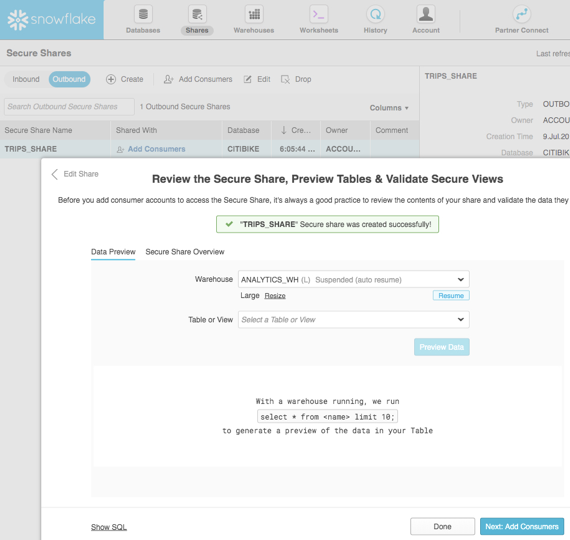 snowflake
Databases
Shares
Warehouses
Worksheets
History
Account
Partner Connect
Secure Shares
Last refre
Inbound
Outbound
Create
Add Consumers
Edit
Drop
TRIPS_SHARE
Search Outbound Secure Shares
1 Outbound Secure Shares
Columns
Type OUTBO
Owner ACCOU
Creation Time 9.Jul.20
Database CITIBIK
Secure Share Name
Shared With
Database
Cre...
Owner
Comment
TRIPS_SHARE
Add Consumers
CITIBIKE
6:05:44 ...
ACCOU...
Edit Share
Review the Secure Share, Preview Tables & Validate Secure Views
Before you add consumer accounts to access the Secure Share, it's always a good practice to review the contents of your share and validate the data they
"TRIPS_SHARE" Secure share was created successfully!
Data Preview
Secure Share Overview
Warehouse ANALYTICS_WH (L) Suspended (auto resume)
Large Resize Resume
Table or View Select a Table or View
Preview Data
With a warehouse running, we run
select * from <name> limit 10;
to generate a preview of the data in your Table
Show SQL
Done
Next: Add Consumers